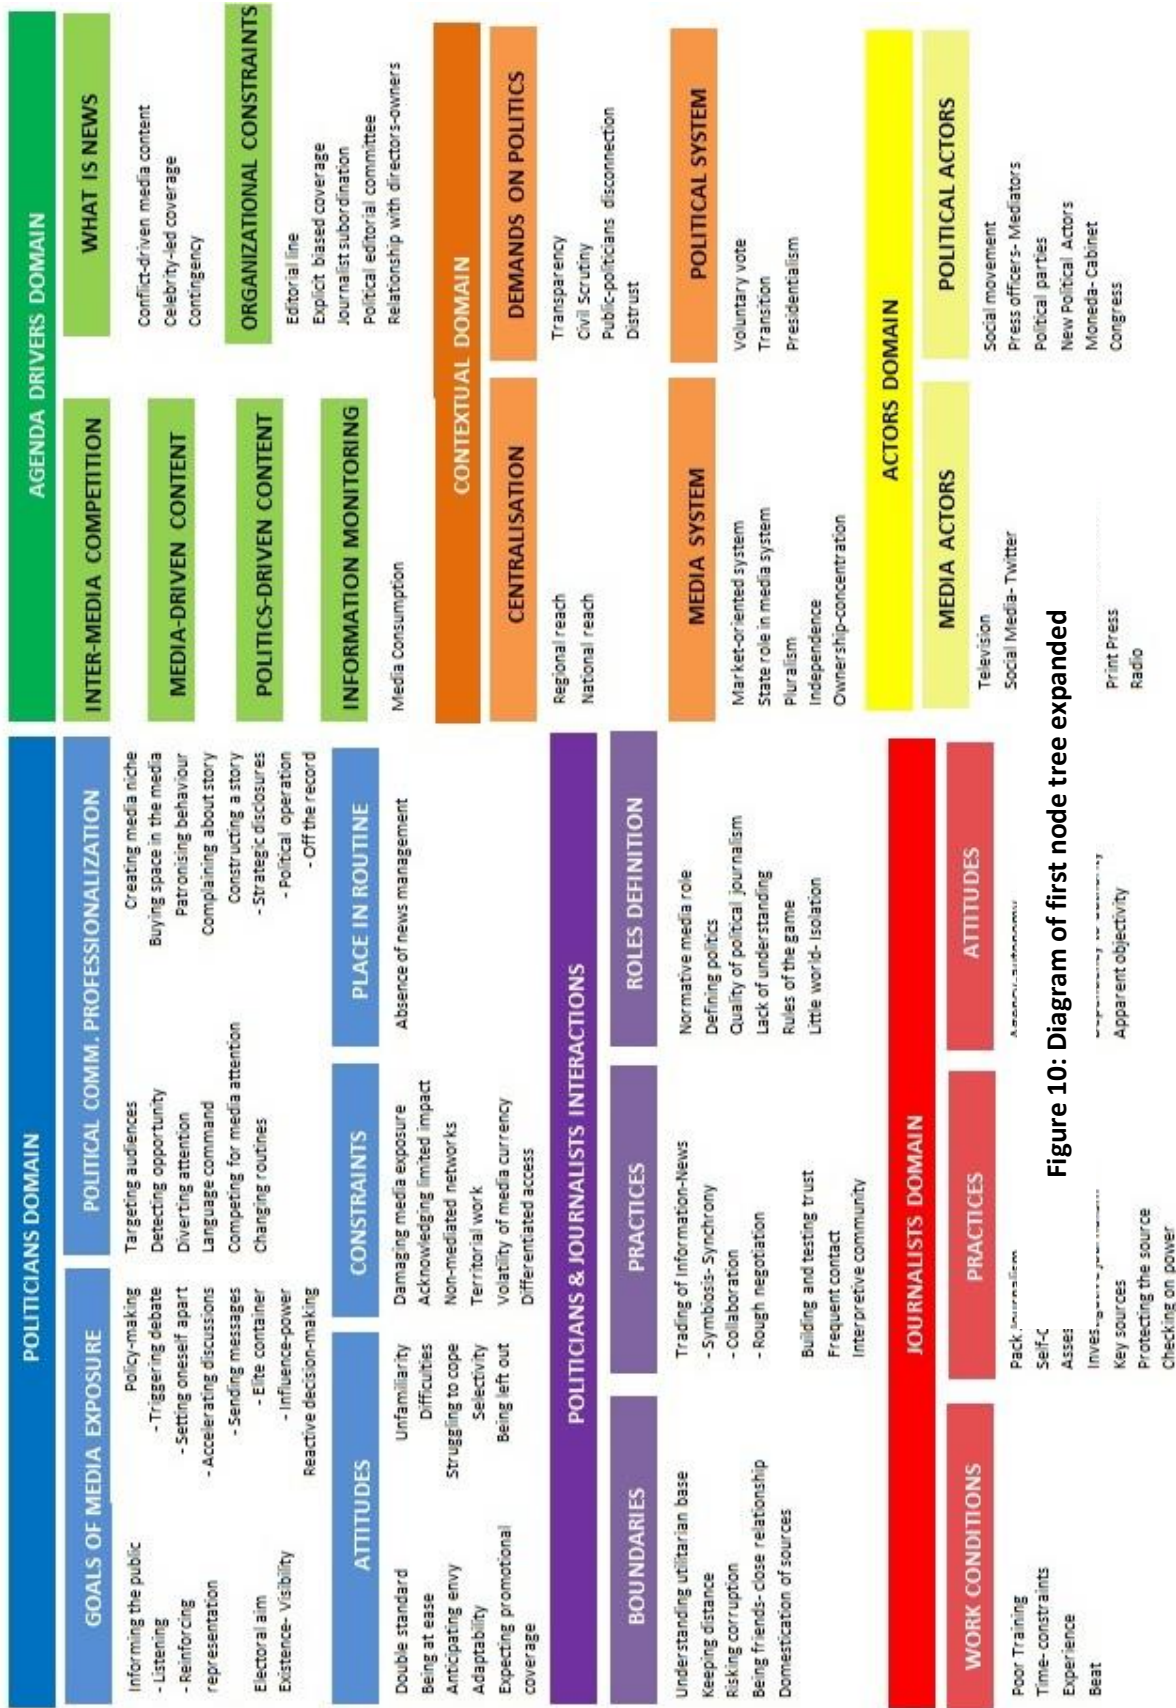 POLITICIANS DOMAIN
GOALS OF MEDIA EXPOSURE
Informing the public
- Listening
- Reinforcing
representation
Electoral aim
Existence- Visibility
Policy-making
- Triggering debate
- Setting oneself apart
- Accelerating discussions
- Sending messages
- Elite container
- Influence-power
Reactive decision-making
POLITICAL COMM. PROFESSIONALIZATION
Targeting audiences
Detecting opportunity
Diverting attention
Language command
Competing for media attention
Changing routines
Creating media niche
Buying space in the media
Patronising behaviour
Complaining about story
Constructing a story
- Strategic disclosures
- Political operation
- Off the record
ATTITUDES
Double standard
Being at ease
Anticipating envy
Adaptability
Expecting promotional
coverage
Unfamiliarity
Difficulties
Struggling to cope
Selectivity
Being left out
CONSTRAINTS
Damaging media exposure
Acknowledging limited impact
Non-mediated networks
Territorial work
Volatility of media currency
Differentiated access
PLACE IN ROUTINE
Absence of news management
POLITICIANS & JOURNALISTS INTERACTIONS
BOUNDARIES
Understanding utilitarian base
Keeping distance
Risking corruption
Being friends- close relationship
Domestication of sources
PRACTICES
Trading of Information-News
- Symbiosis- Synchrony
- Collaboration
- Rough negotiation
Building and testing trust
Frequent contact
Interpretive community
ROLES DEFINITION
Normative media role
Defining politics
Quality of political journalism
Lack of understanding
Rules of the game
Little world- Isolation
JOURNALISTS DOMAIN
WORK CONDITIONS
Poor Training
Time- constraints
Experience
Beat
PRACTICES
Pack journalism
Key sources
Protecting the source
Checking on power
ATTITUDES
Apparent objectivity
AGENDA DRIVERS DOMAIN
INTER-MEDIA COMPETITION
MEDIA-DRIVEN CONTENT
POLITICS-DRIVEN CONTENT
INFORMATION MONITORING
Media Consumption
WHAT IS NEWS
Conflict-driven media content
Celebrity-led coverage
Contingency
ORGANIZATIONAL CONSTRAINTS
Editorial line
Explicit biased coverage
Journalist subordination
Political editorial committee
Relationship with directors-owners
CONTEXTUAL DOMAIN
CENTRALISATION
Regional reach
National reach
DEMANDS ON POLITICS
Transparency
Civil Scrutiny
Public-politicians disconnection
Distrust
MEDIA SYSTEM
Market-oriented system
State role in media system
Pluralism
Independence
Ownership-concentration
POLITICAL SYSTEM
Voluntary vote
Transition
Presidentialism
ACTORS DOMAIN
MEDIA ACTORS
Television
Social Media- Twitter
Print Press
Radio
POLITICAL ACTORS
Social movement
Press officers- Mediators
Political parties
New Political Actors
Moneda- Cabinet
Congress
Figure 10: Diagram of first node tree expanded